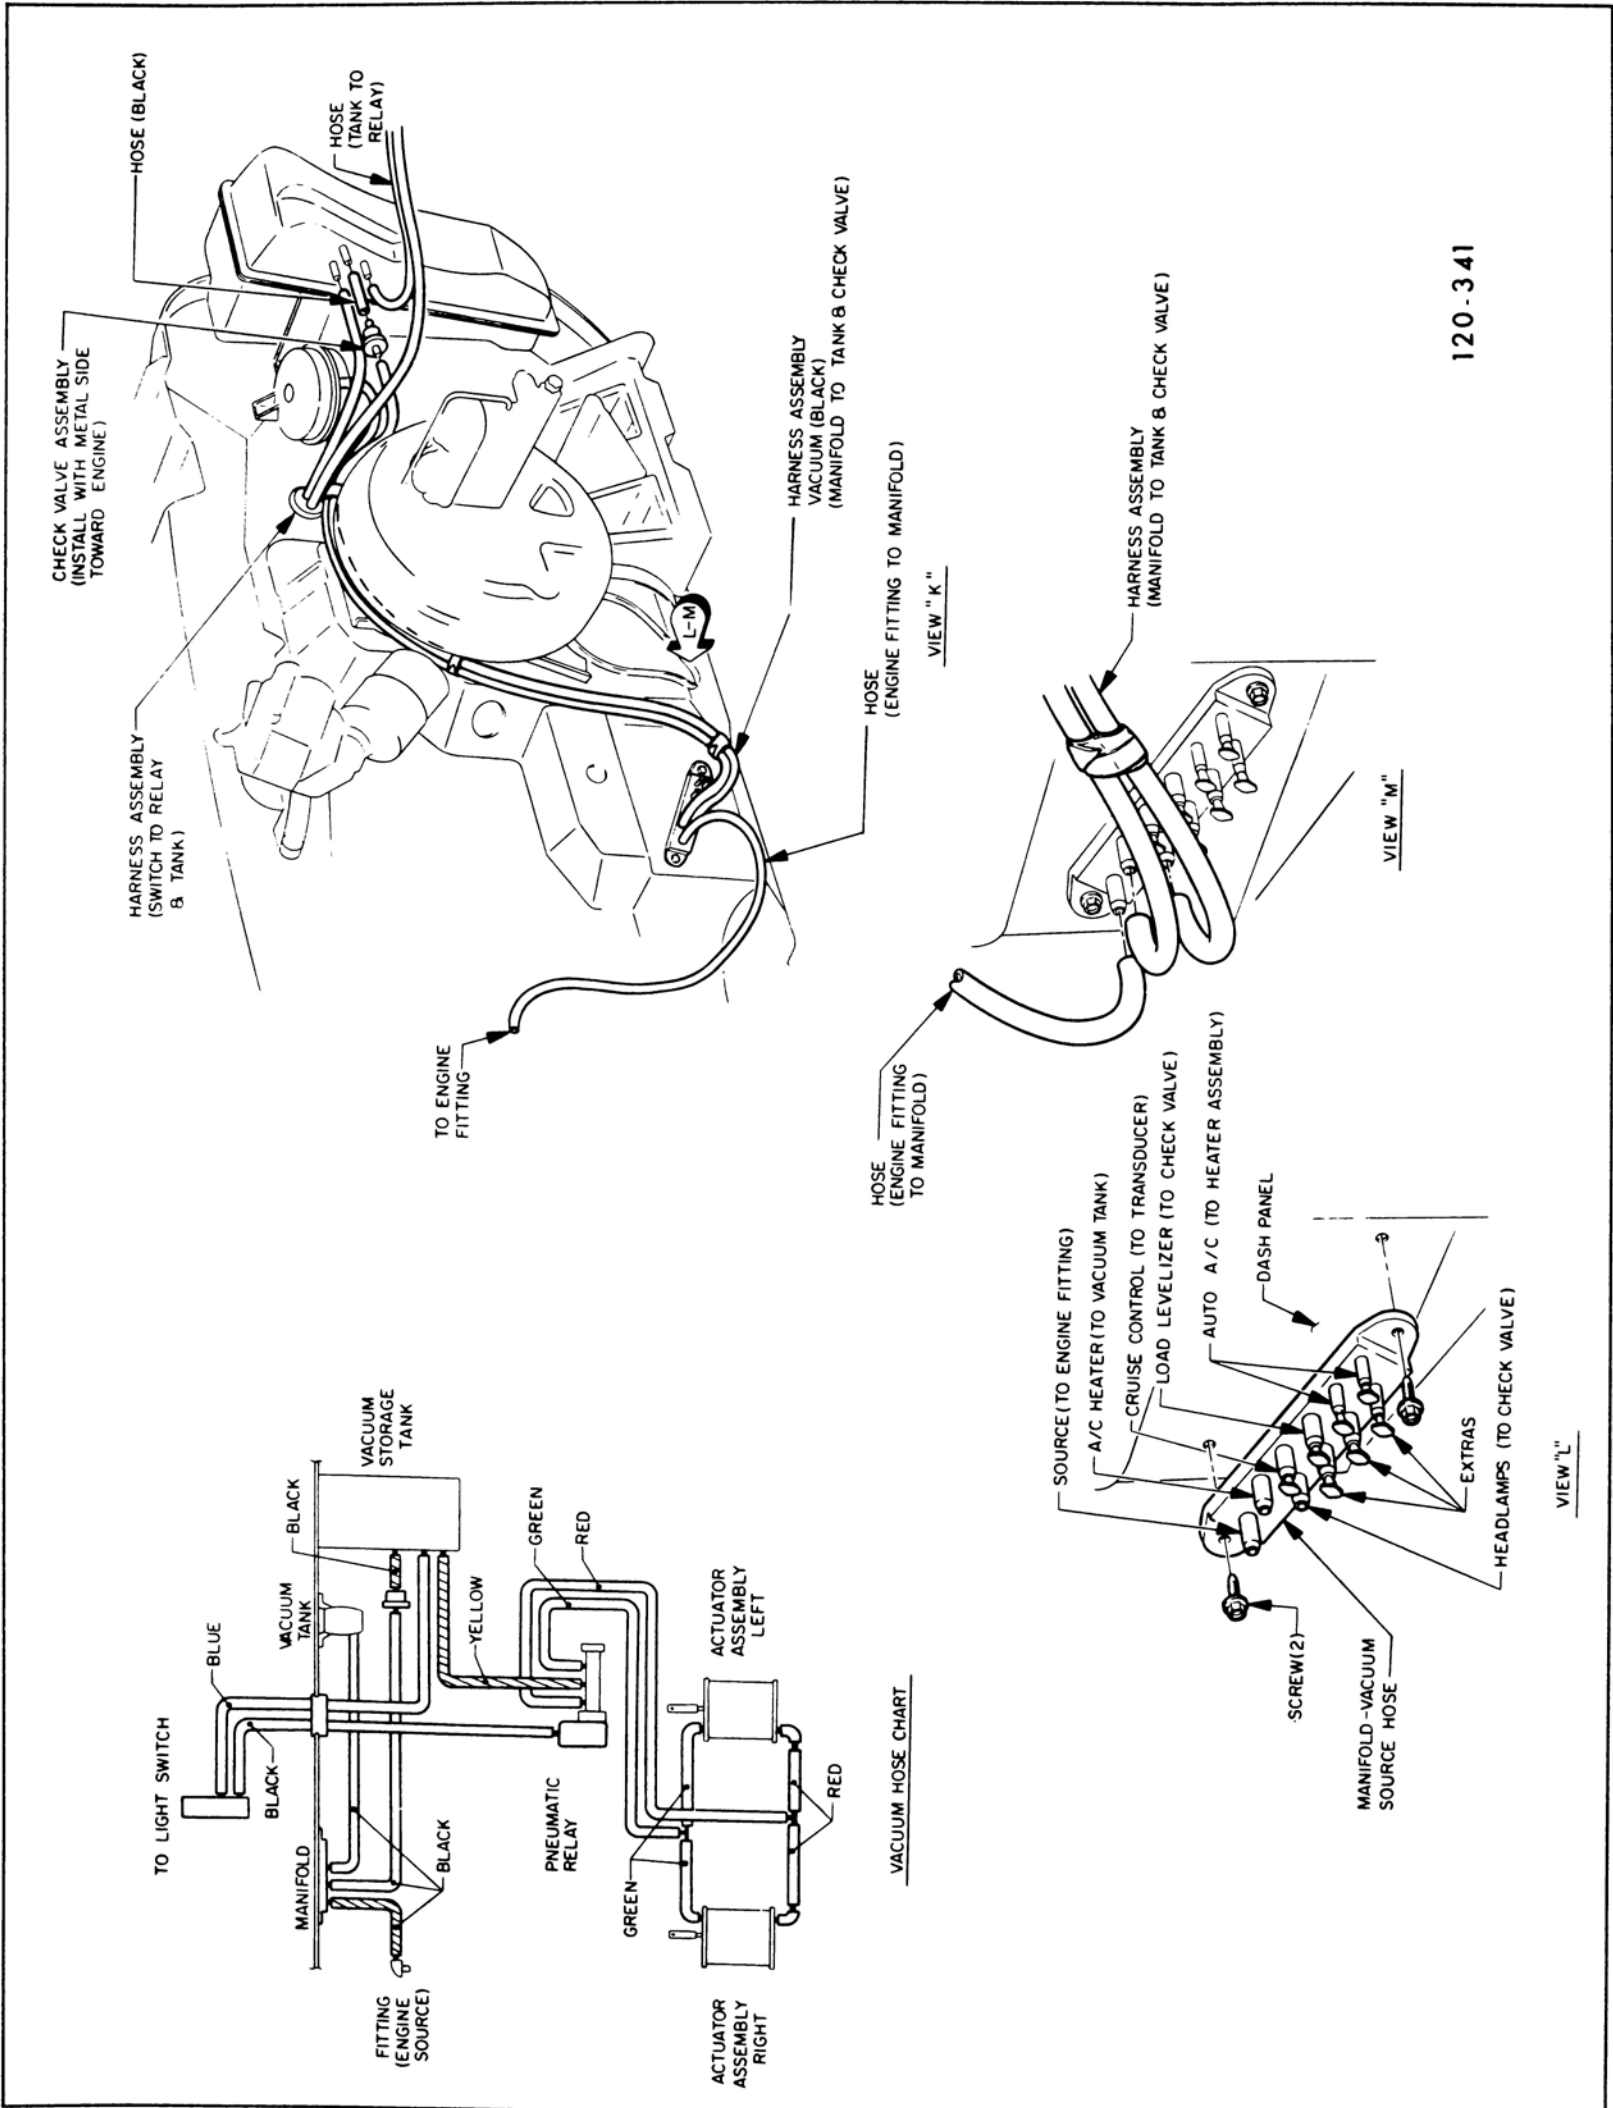 TO LIGHT SWITCH
BLUE
BLACK
MANIFOLD
VACUUM
TANK
BLACK
VACUUM
STORAGE
TANK
FITTING
(ENGINE
SOURCE)
BLACK
YELLOW
GREEN
RED
PNEUMATIC
RELAY
GREEN
ACTUATOR
ASSEMBLY
RIGHT
ACTUATOR
ASSEMBLY
LEFT
RED
VACUUM HOSE CHART
CHECK VALVE ASSEMBLY
(INSTALL WITH METAL SIDE
TOWARD ENGINE)
HOSE (BLACK)
HOSE
(TANK TO
RELAY)
HARNESS ASSEMBLY
(SWITCH TO RELAY
& TANK)
TO ENGINE
FITTING
L-M
HARNESS ASSEMBLY
VACUUM (BLACK)
(MANIFOLD TO TANK & CHECK VALVE)
HOSE
(ENGINE FITTING TO MANIFOLD)
VIEW "K"
SOURCE (TO ENGINE FITTING)
A/C HEATER (TO VACUUM TANK)
CRUISE CONTROL (TO TRANSDUCER)
LOAD LEVELIZER (TO CHECK VALVE)
AUTO A/C (TO HEATER ASSEMBLY)
DASH PANEL
SCREW(2)
MANIFOLD-VACUUM
SOURCE HOSE
EXTRAS
HEADLAMPS (TO CHECK VALVE)
VIEW "L"
HOSE
(ENGINE FITTING
TO MANIFOLD)
HARNESS ASSEMBLY
(MANIFOLD TO TANK & CHECK VALVE)
VIEW "M"
120-341